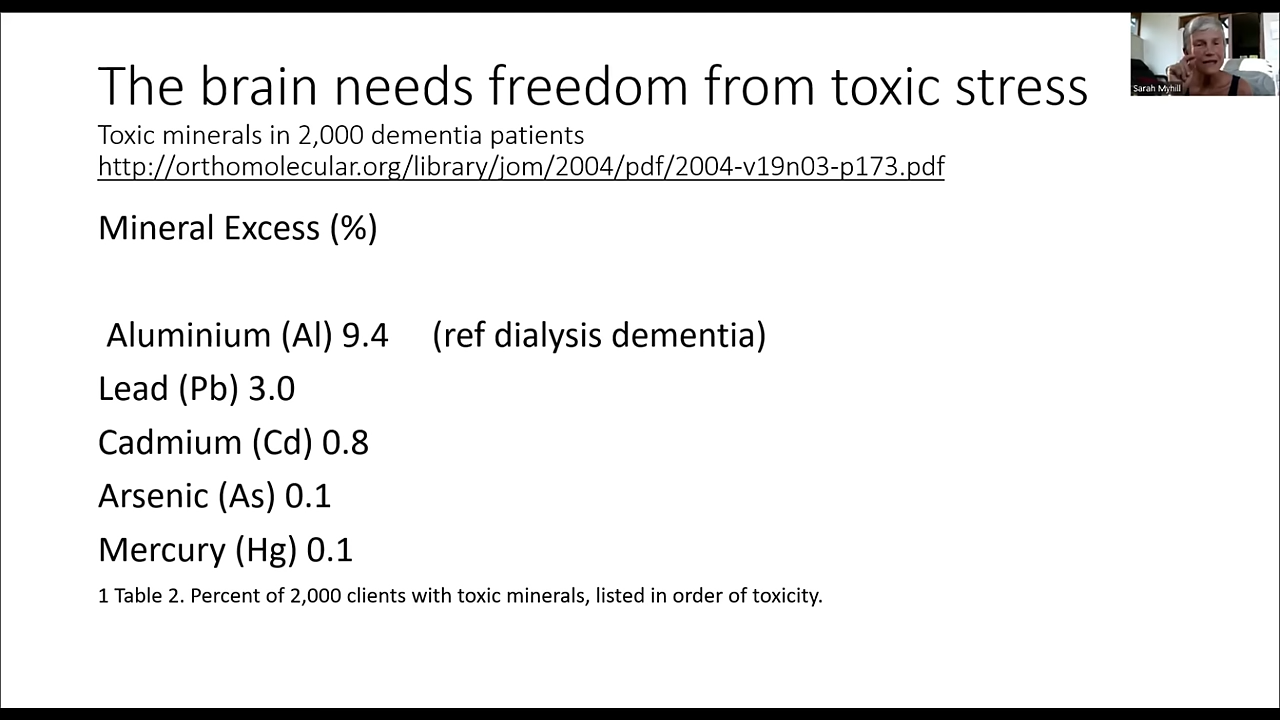 The brain needs freedom from toxic stress
Toxic minerals in 2,000 dementia patients
http://orthomolecular.org/library/jom/2004/pdf/2004-v19n03-p173.pdf
Mineral Excess (%)
Aluminium (Al) 9.4 (ref dialysis dementia)
Lead (Pb) 3.0
Cadmium (Cd) 0.8
Arsenic (As) 0.1
Mercury (Hg) 0.1
1 Table 2. Percent of 2,000 clients with toxic minerals, listed in order of toxicity.
Sarah Myhill